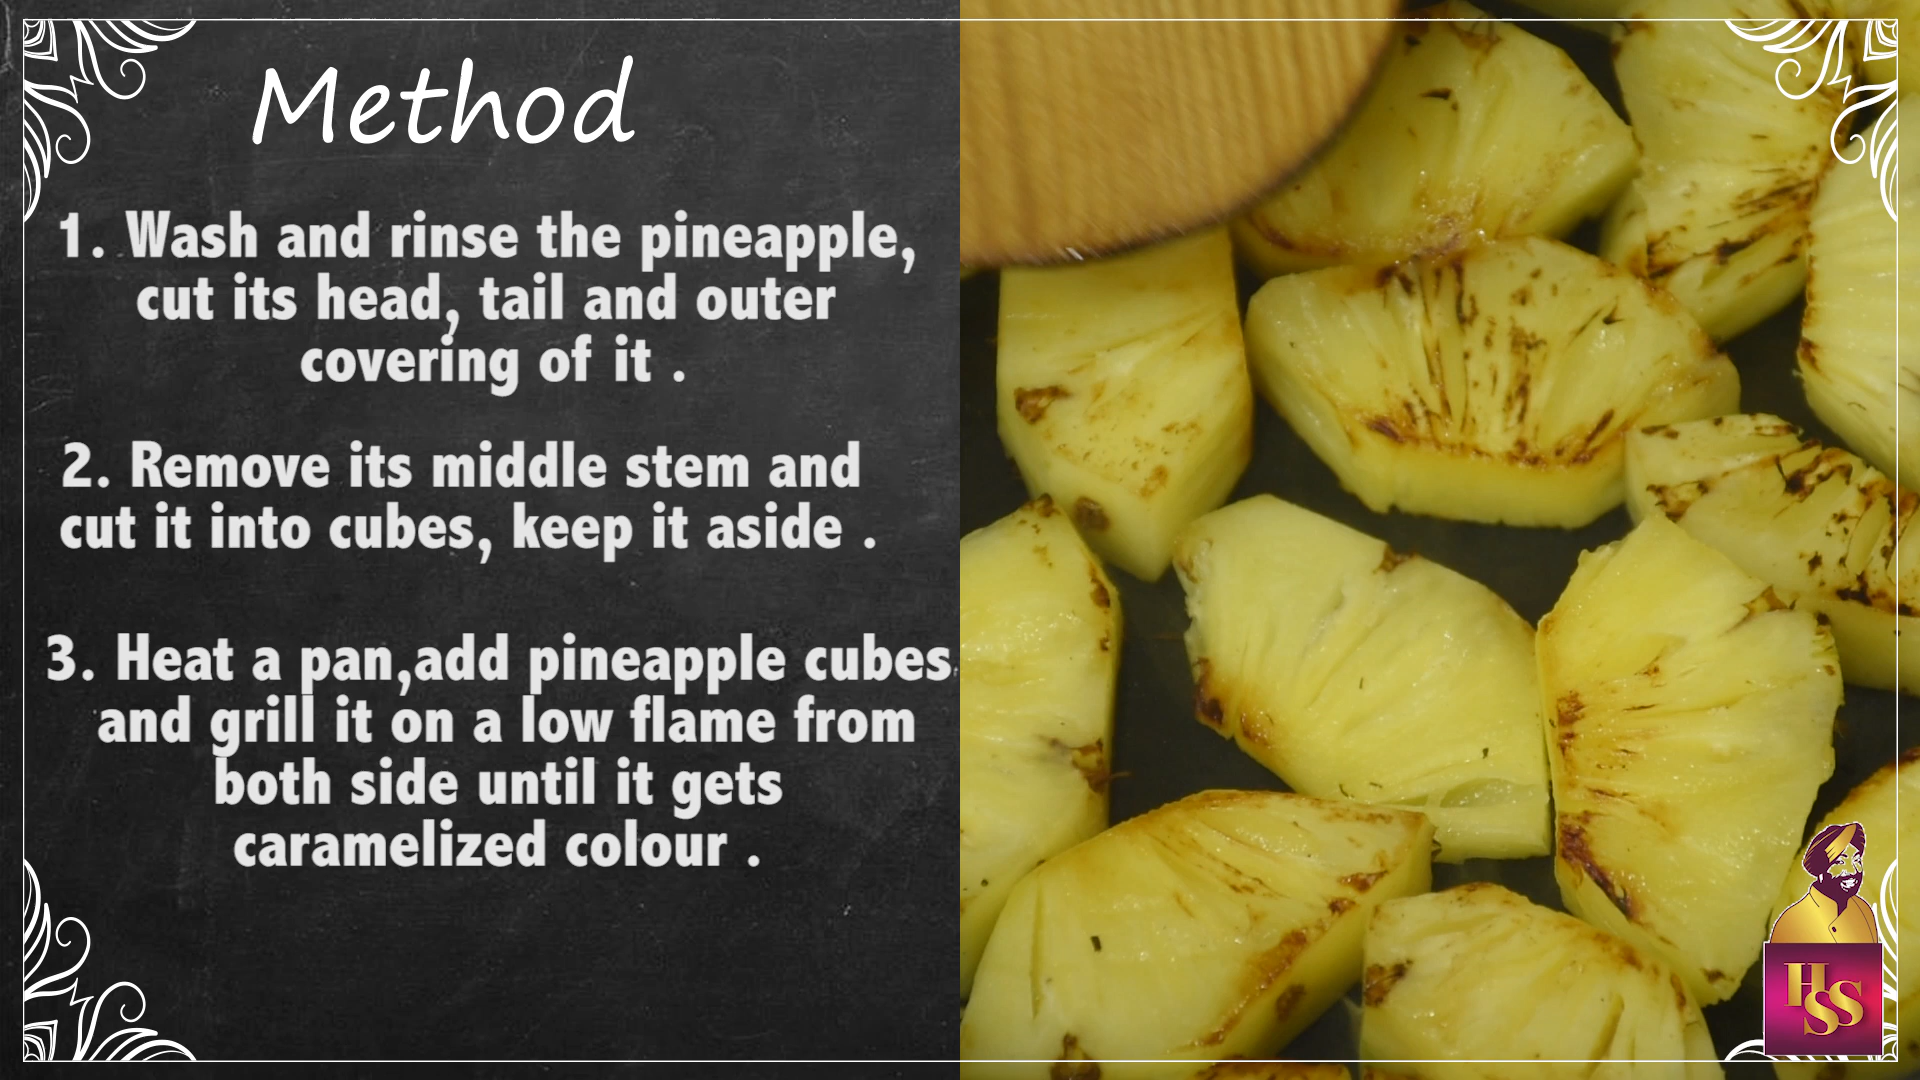 Method
1. Wash and rinse the pineapple,
cut its head, tail and outer
covering of it .
2. Remove its middle stem and
cut it into cubes, keep it aside .
3. Heat a pan,add pineapple cubes
and grill it on a low flame from
both side until it gets
caramelized colour .
HSS